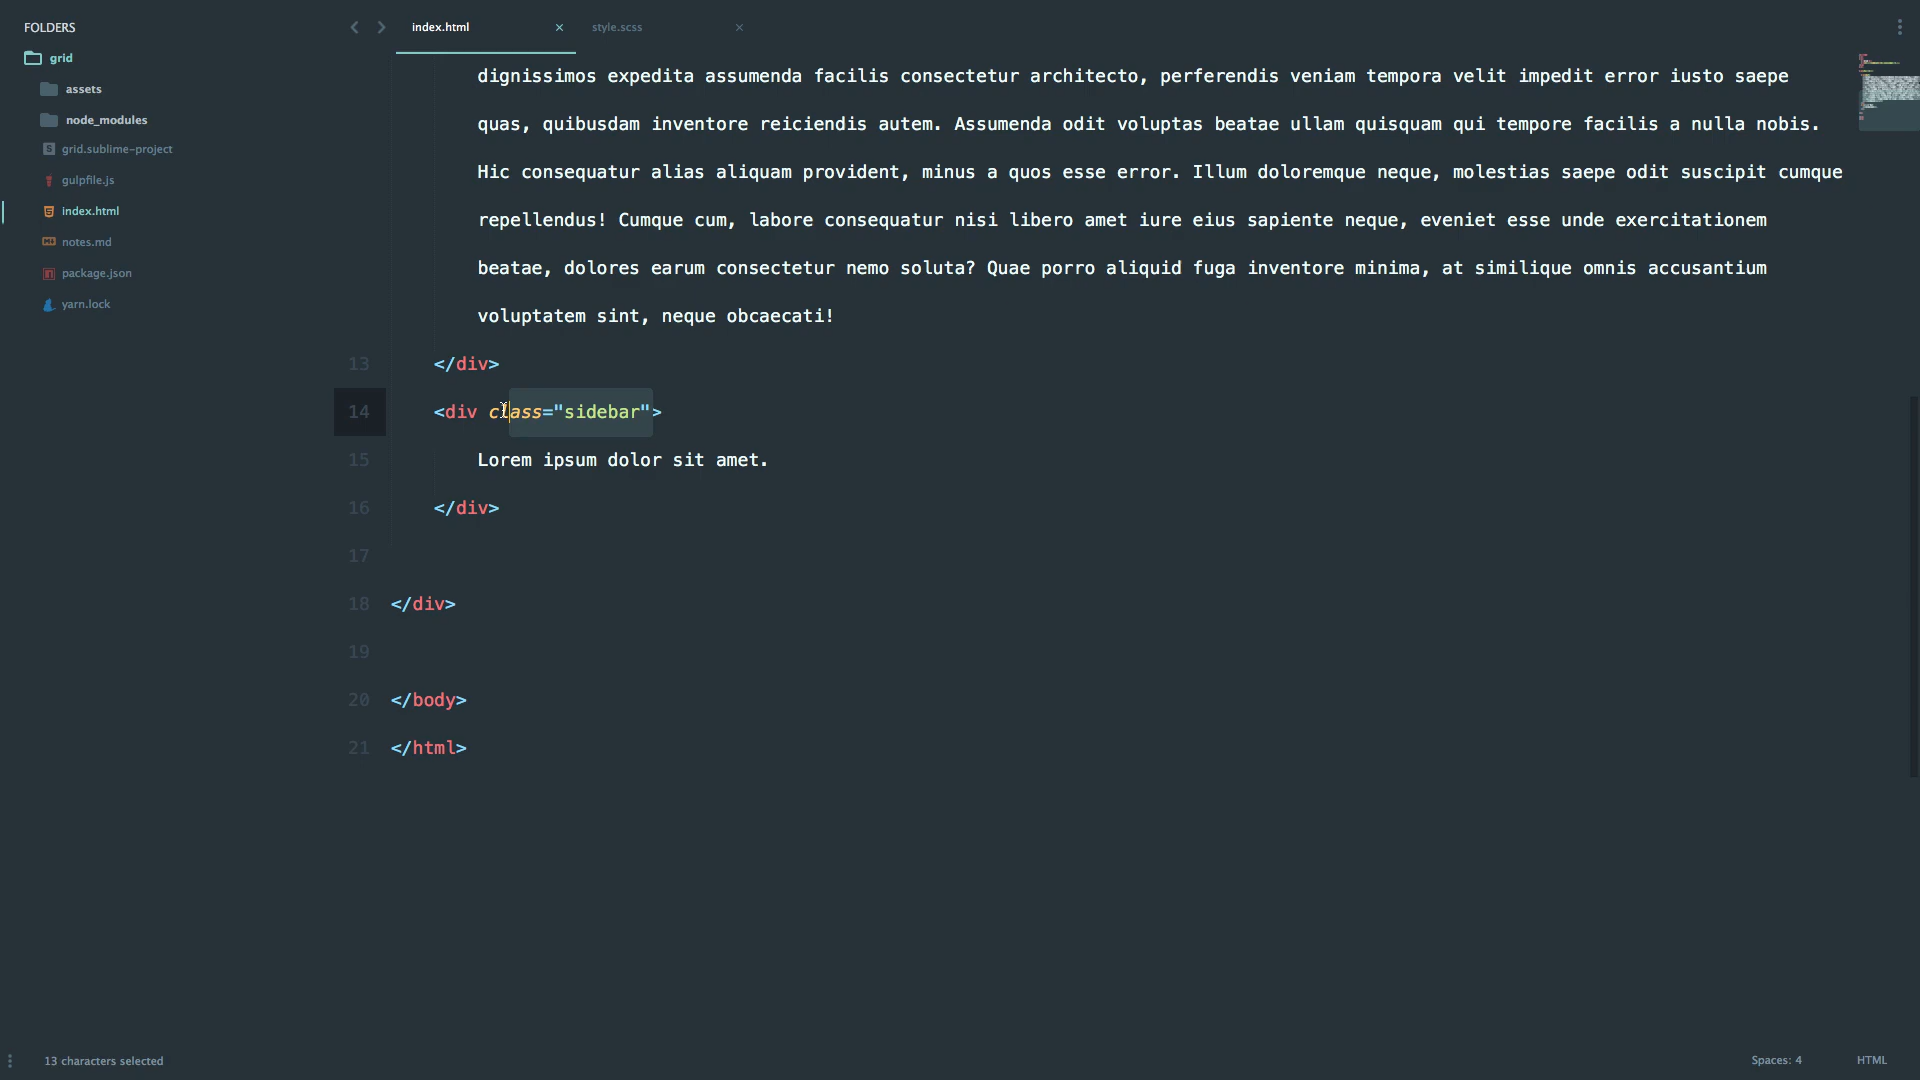 FOLDERS
grid
assets
node_modules
grid.sublime-project
gulpfile.js
index.html
notes.md
package.json
yarn.lock
index.html × style.scss ×
dignissimos expedita assumenda facilis consectetur architecto, perferendis veniam tempora velit impedit error iusto saepe
quas, quibusdam inventore reiciendis autem. Assumenda odit voluptas beatae ullam quisquam qui tempore facilis a nulla nobis.
Hic consequatur alias aliquam provident, minus a quos esse error. Illum doloremque neque, molestias saepe odit suscipit cumque
repellendus! Cumque cum, labore consequatur nisi libero amet iure eius sapiente neque, eveniet esse unde exercitationem
beatae, dolores earum consectetur nemo soluta? Quae porro aliquid fuga inventore minima, at similique omnis accusantium
voluptatem sint, neque obcaecati!
13 </div>
14 <div class="sidebar">
15 Lorem ipsum dolor sit amet.
16 </div>
17
18 </div>
19
20 </body>
21 </html>
13 characters selected
Spaces: 4 HTML